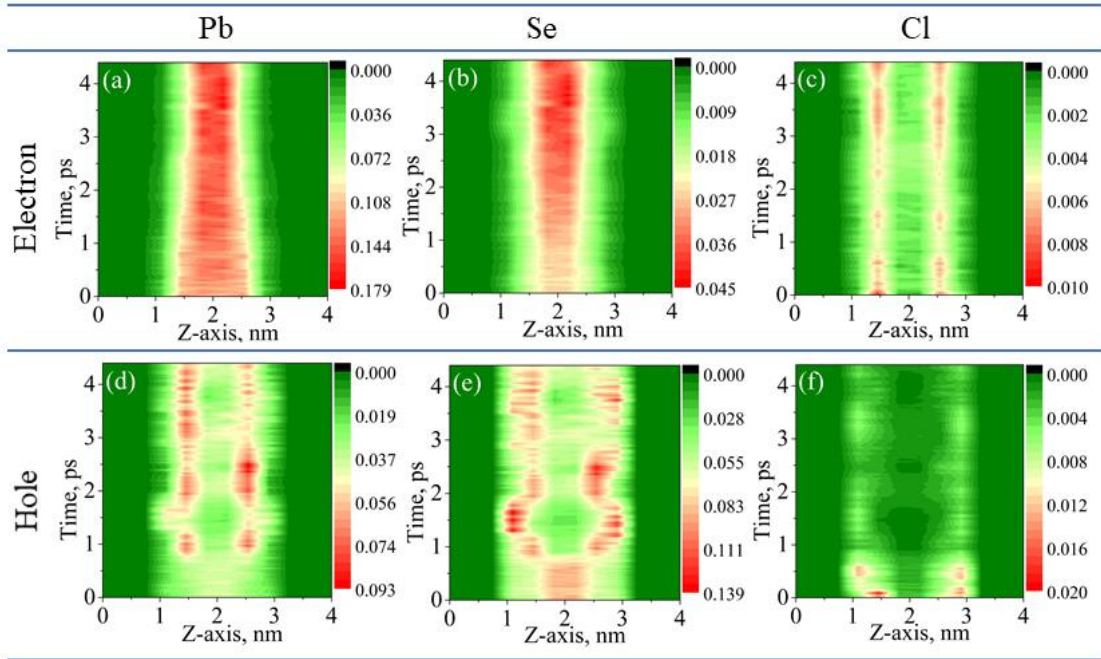 Pb Se Cl
Electron
(a)
Time, ps
4
3
2
1
0
0 1 2 3 4
Z-axis, nm
0.000
0.036
0.072
0.108
0.144
0.179
(b)
Time, ps
4
3
2
1
0
0 1 2 3 4
Z-axis, nm
0.000
0.009
0.018
0.027
0.036
0.045
(c)
Time, ps
4
3
2
1
0
0 1 2 3 4
Z-axis, nm
0.000
0.002
0.004
0.006
0.008
0.010
Hole
(d)
Time, ps
4
3
2
1
0
0 1 2 3 4
Z-axis, nm
0.000
0.019
0.037
0.056
0.074
0.093
(e)
Time, ps
4
3
2
1
0
0 1 2 3 4
Z-axis, nm
0.000
0.028
0.055
0.083
0.111
0.139
(f)
Time, ps
4
3
2
1
0
0 1 2 3 4
Z-axis, nm
0.000
0.004
0.008
0.012
0.016
0.020